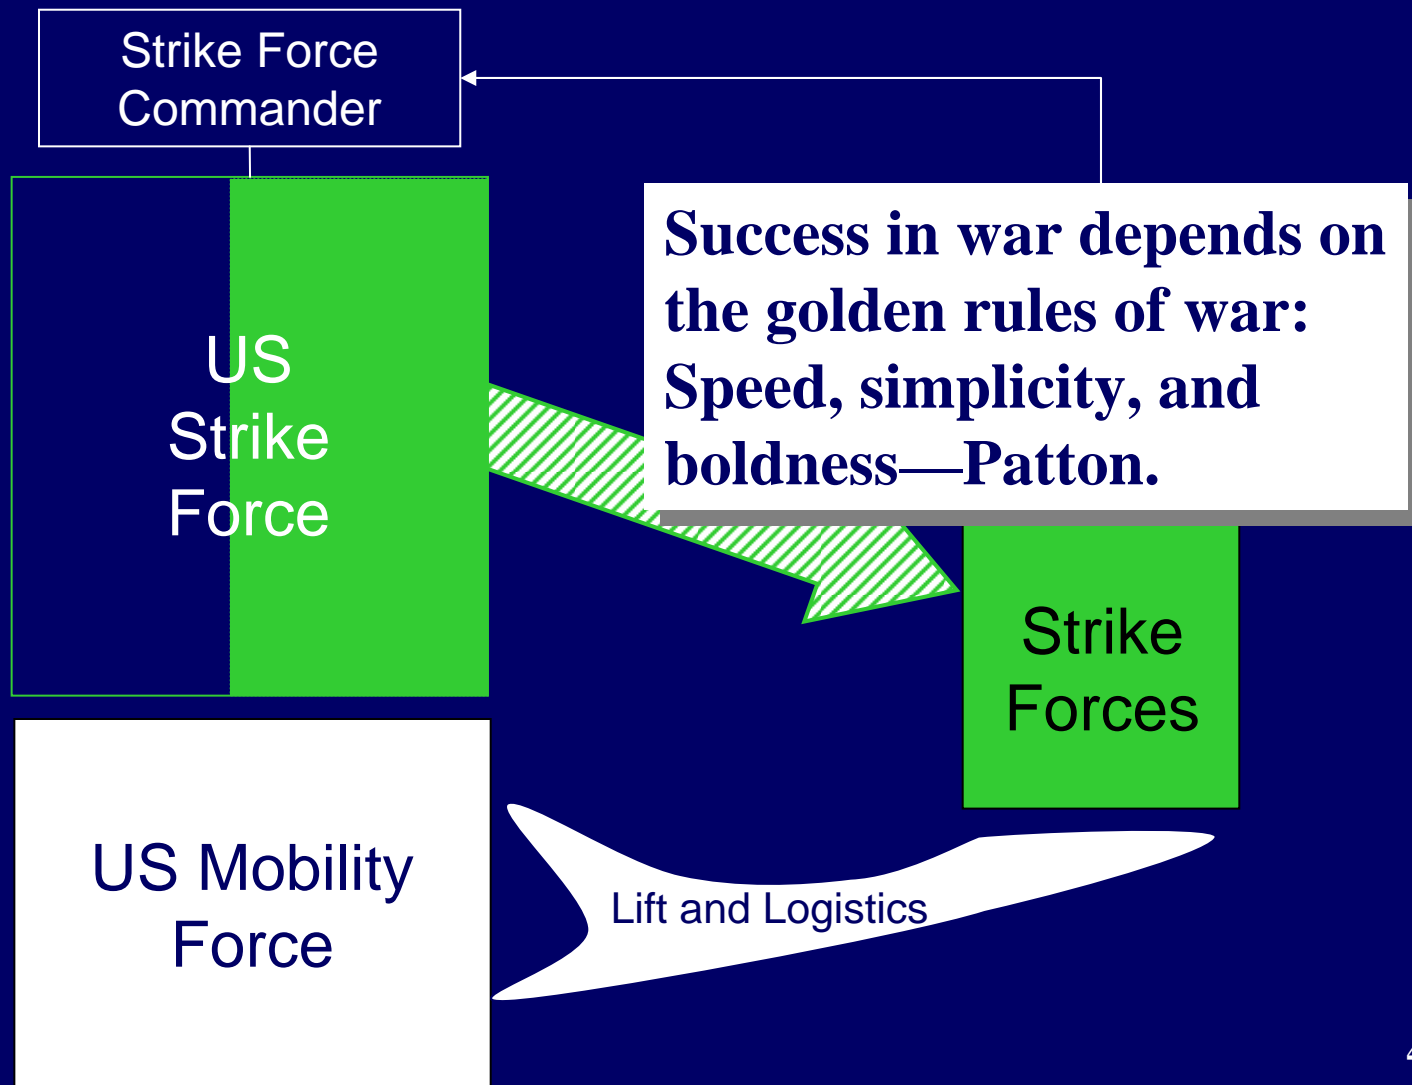 Strike Force
Commander
US
Strike
Force
Success in war depends on
the golden rules of war:
Speed, simplicity, and
boldness—Patton.
Strike
Forces
US Mobility
Force
Lift and Logistics